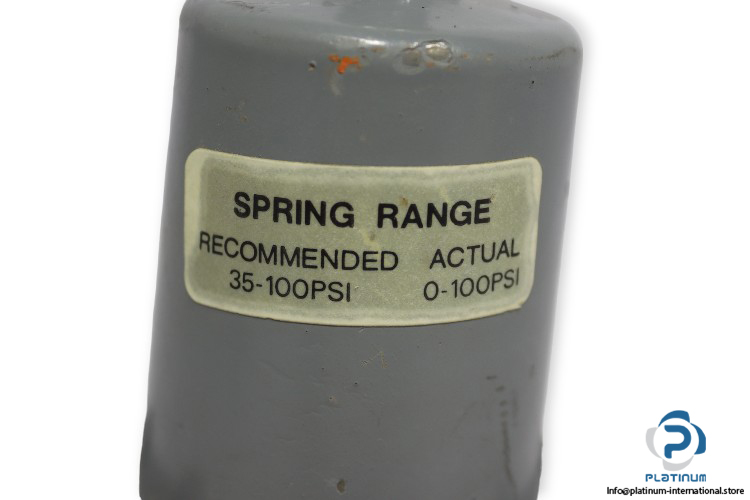 SPRING RANGE
RECOMMENDED ACTUAL
35-100PSI 0-100PSI
PLATINUM
Info@platinum-international.store